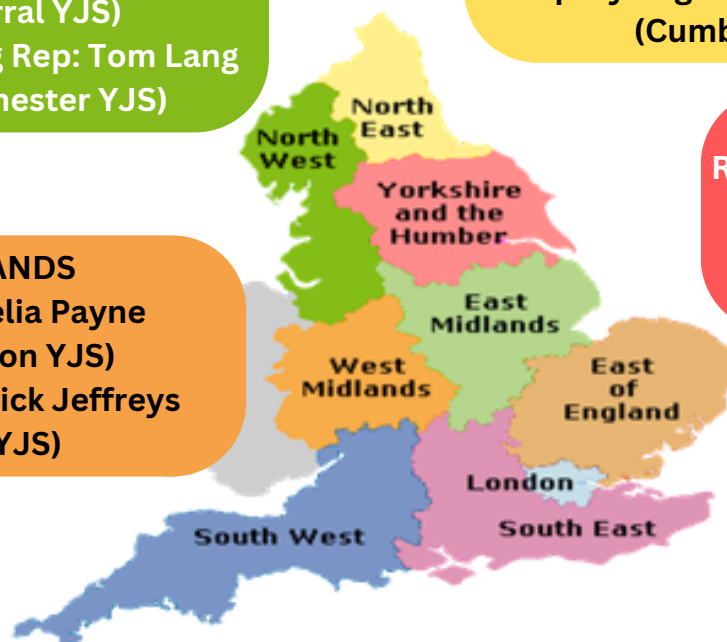 rral YJS)
g Rep: Tom Lang
hester YJS)
(Cumb
R
ANDS
elia Payne
on YJS)
ick Jeffreys
YJS)
North
East
North
West
Yorkshire
and the
Humber
East
Midlands
West
Midlands
East
of
England
London
South East
South West